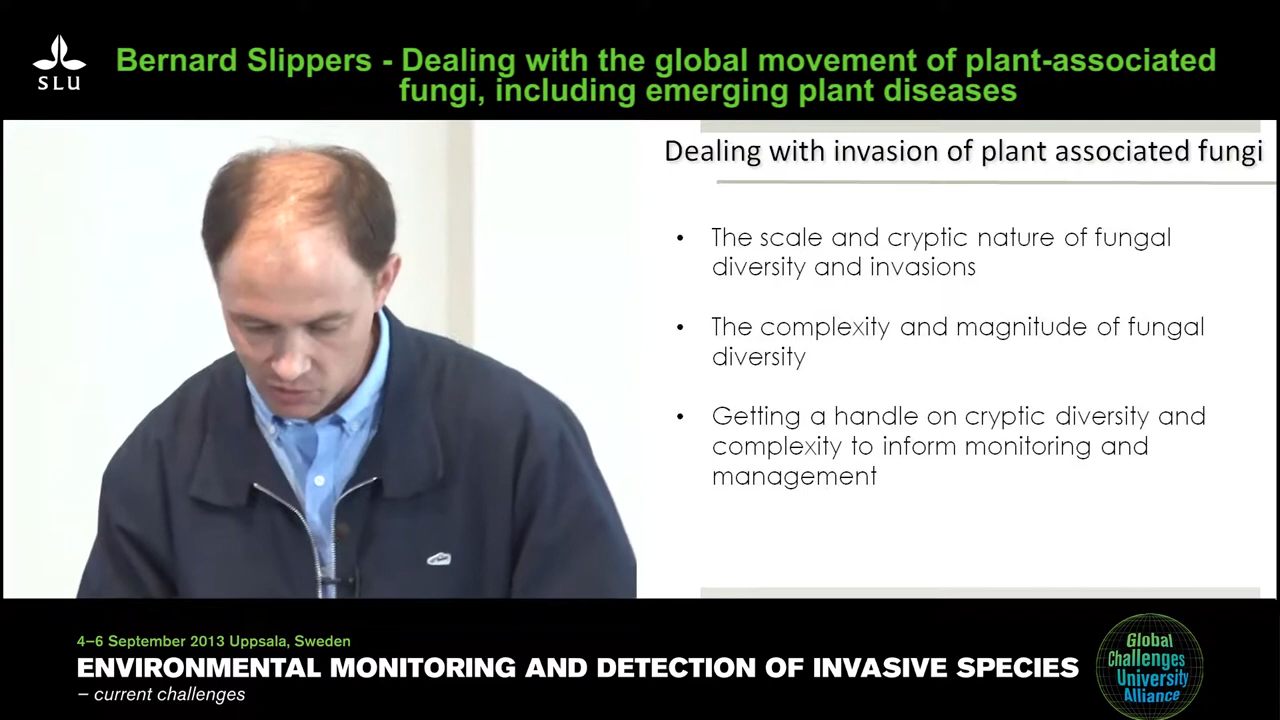 SLU
Bernard Slippers - Dealing with the global movement of plant-associated
fungi, including emerging plant diseases
Dealing with invasion of plant associated fungi
• The scale and cryptic nature of fungal
diversity and invasions
• The complexity and magnitude of fungal
diversity
• Getting a handle on cryptic diversity and
complexity to inform monitoring and
management
4–6 September 2013 Uppsala, Sweden
ENVIRONMENTAL MONITORING AND DETECTION OF INVASIVE SPECIES
– current challenges
Global
Challenges
University
Alliance